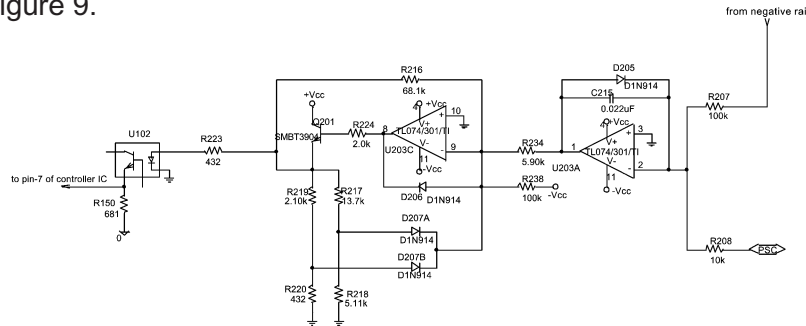 igure 9.
from negative rai
R216
68.1k
D205
D1N914
C215
0.022uF
R207
100k
+Vcc
Q201
SMBT3904
R224
2.0k
8
4
+Vcc
V+
TL074/301/TI
V-
11
-Vcc
U203C
10
+
9
-
R234
5.90k
1
4
+Vcc
V+
TL074/301/TI
V-
11
-Vcc
U203A
3
+
2
-
U102
R223
432
to pin-7 of controller IC
R150
681
0
R219
2.10k
R217
13.7k
D206
D1N914
R238
100k
-Vcc
D207A
D1N914
D207B
D1N914
R208
10k
PSC
R220
432
R218
5.11k